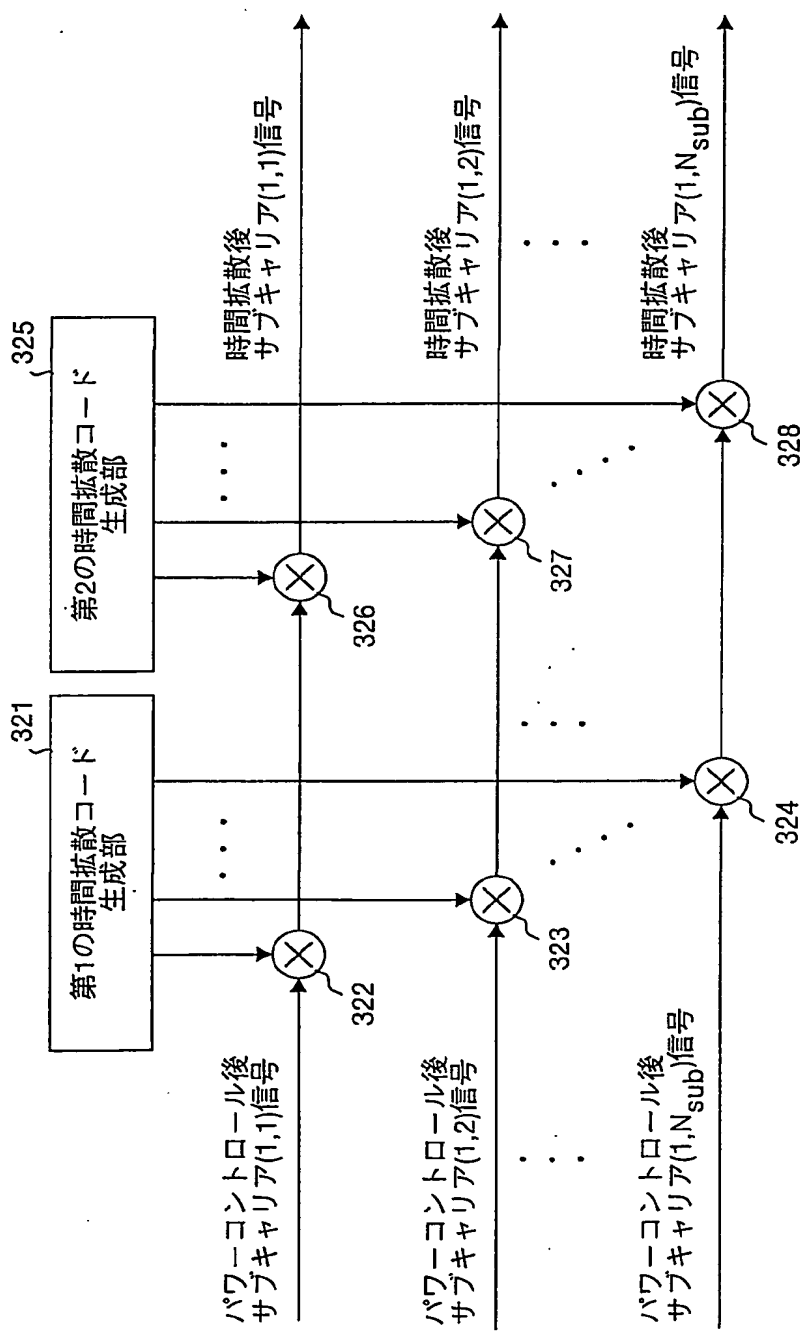 321
第1の時間拡散コード
生成部
325
第2の時間拡散コード
生成部
パワーコントロール後
サブキャリア(1,1)信号
322
326
時間拡散後
サブキャリア(1,1)信号
パワーコントロール後
サブキャリア(1,2)信号
323
327
時間拡散後
サブキャリア(1,2)信号
パワーコントロール後
サブキャリア(1,N_sub)信号
324
328
時間拡散後
サブキャリア(1,N_sub)信号